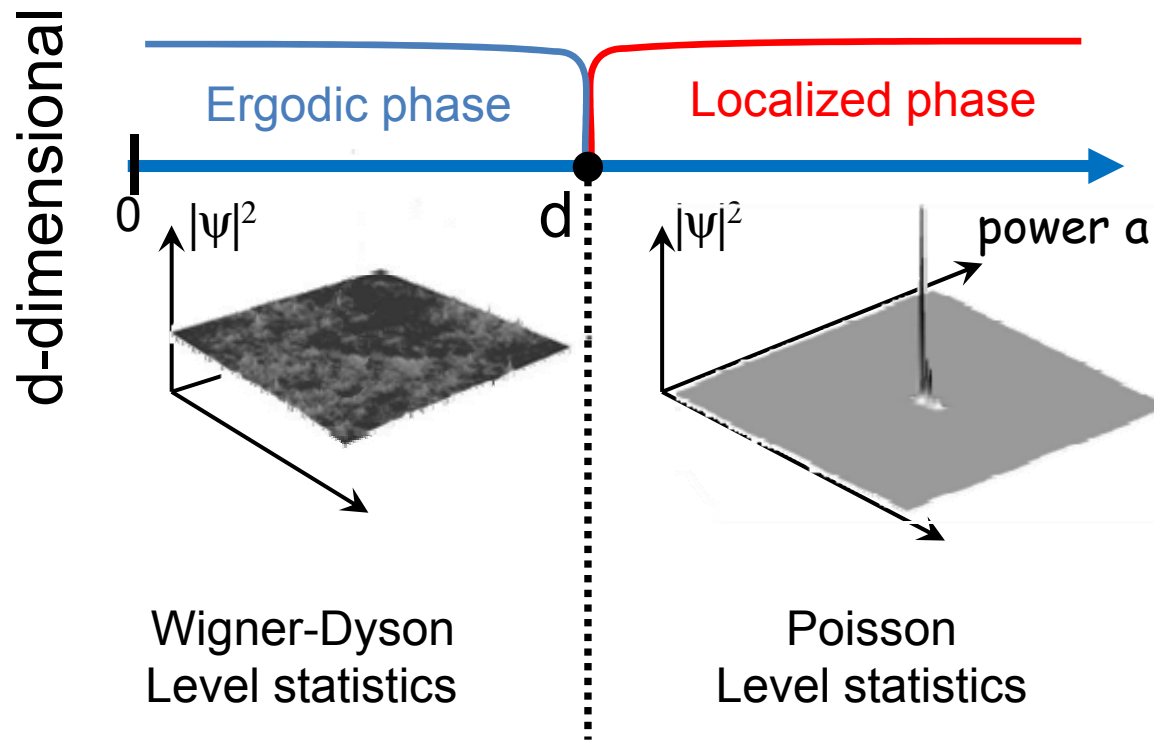 d-dimensional
Ergodic phase
Localized phase
0
d
|ψ|²
|ψ|²
power a
Wigner-Dyson
Level statistics
Poisson
Level statistics